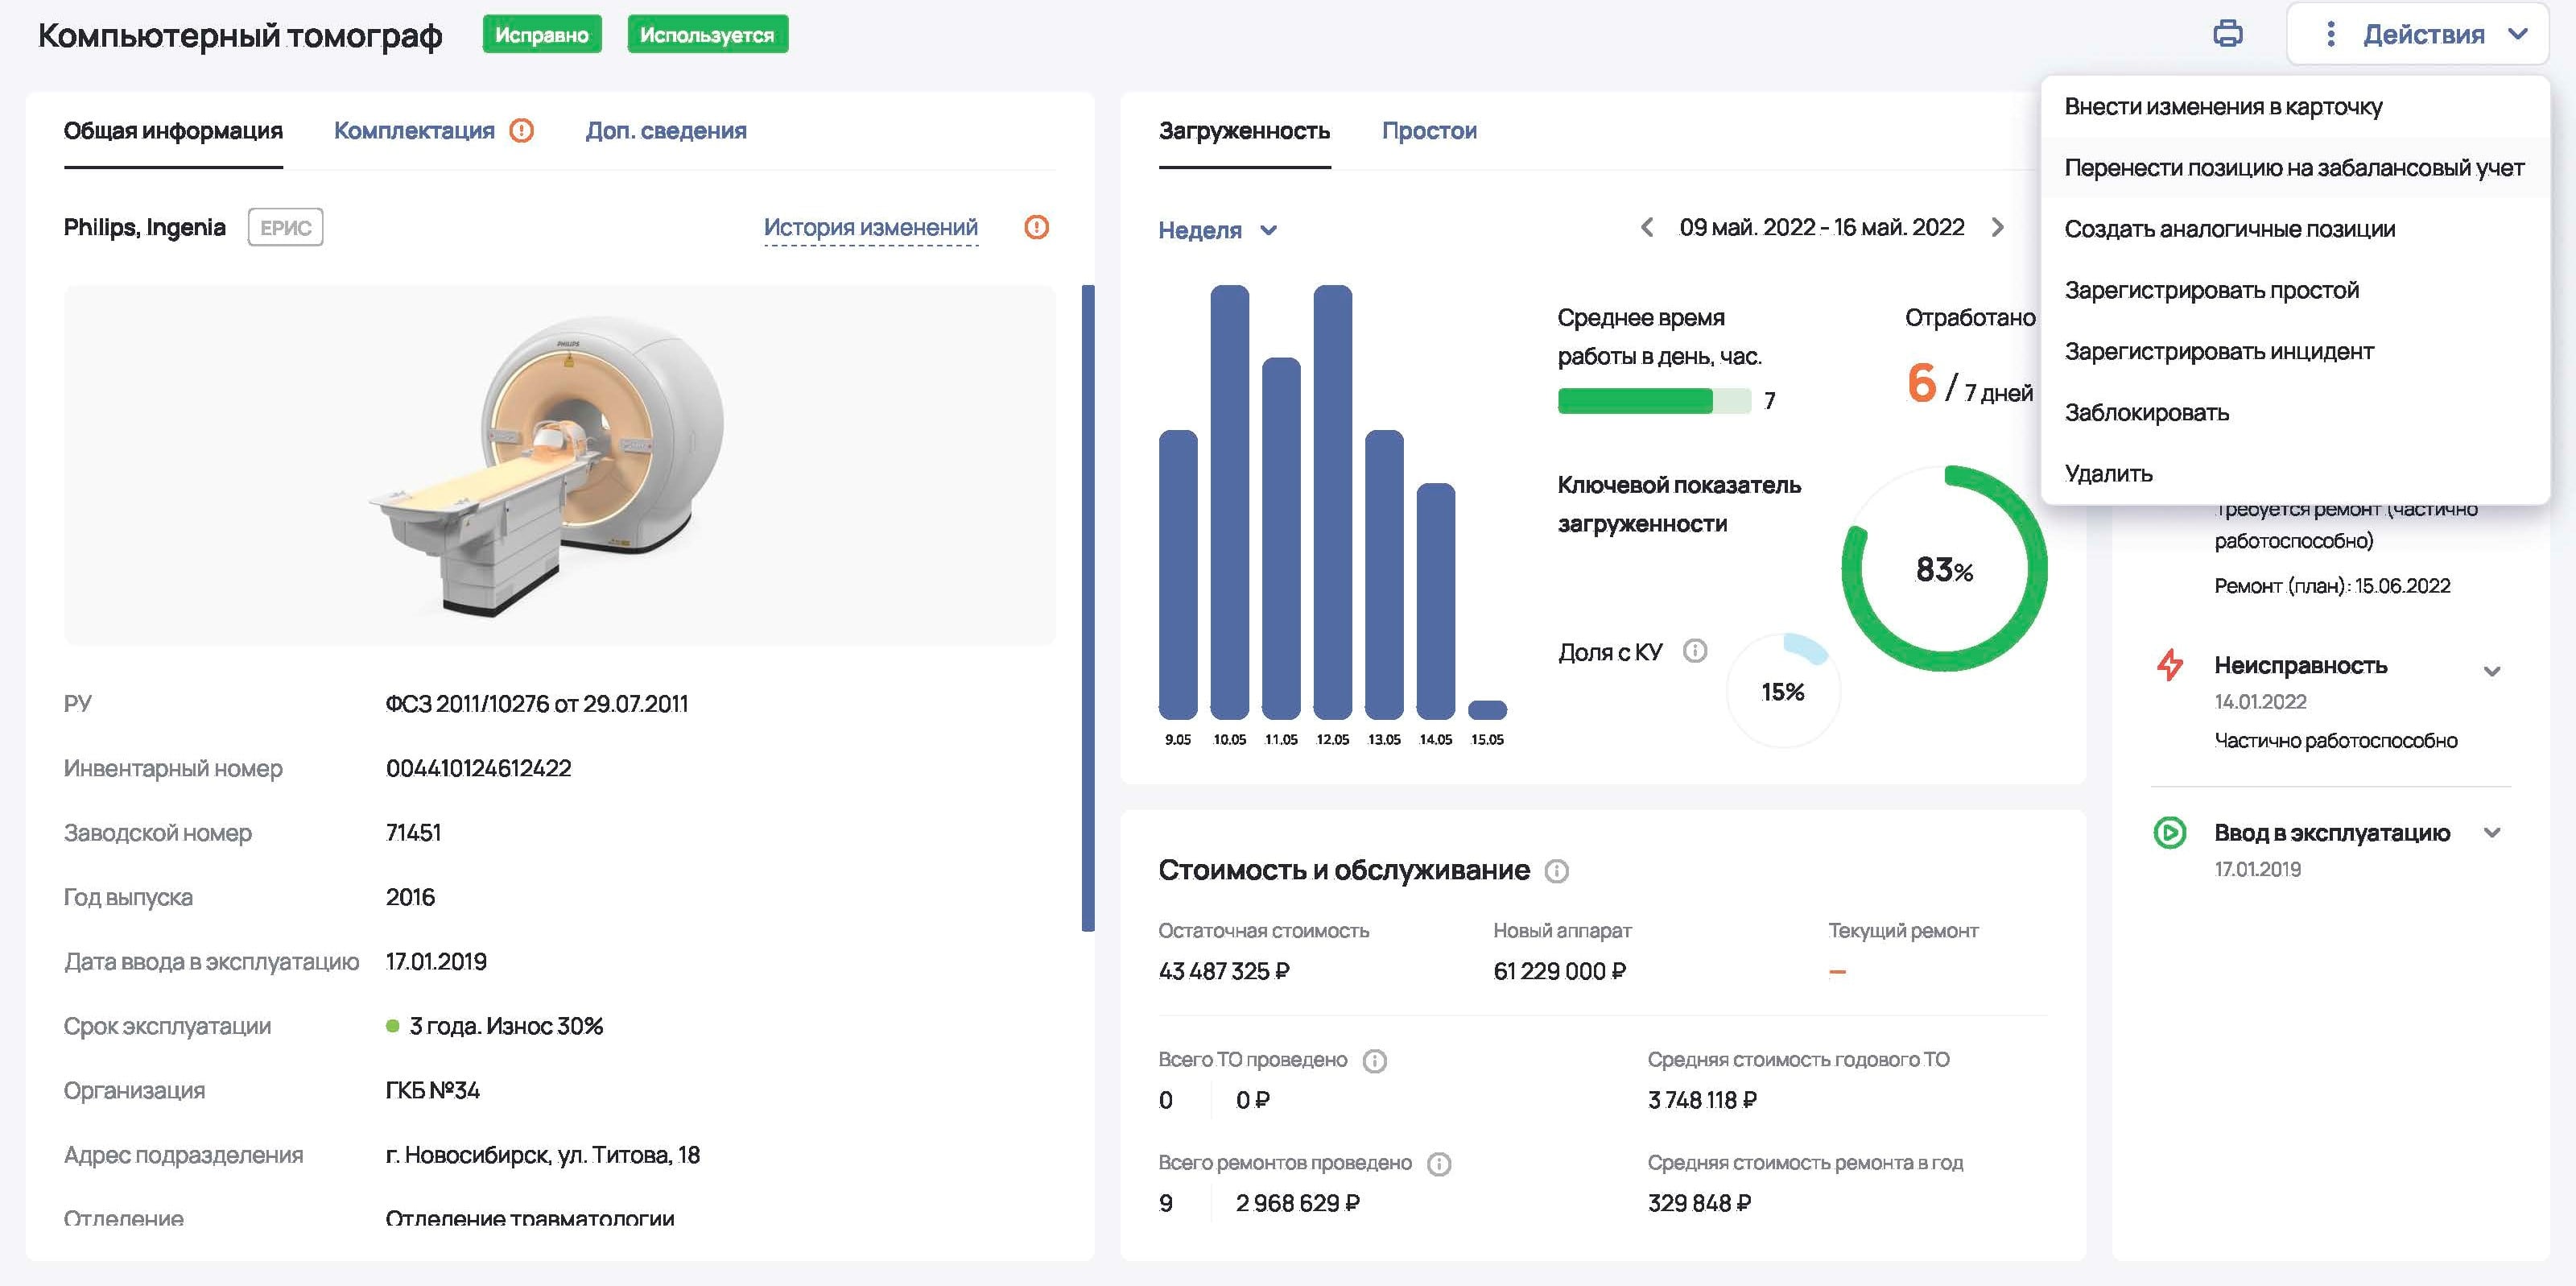 Компьютерный томограф
Исправно
Используется
Действия
Внести изменения в карточку
Перенести позицию на забалансовый учет
Создать аналогичные позиции
Зарегистрировать простой
Зарегистрировать инцидент
Заблокировать
Удалить
Общая информация
Комплектация
Доп. сведения
Philips, Ingenia
ЕРИС
История изменений
PHILIPS
РУ
ФСЗ 2011/10276 от 29.07.2011
Инвентарный номер
004410124612422
Заводской номер
71451
Год выпуска
2016
Дата ввода в эксплуатацию
17.01.2019
Срок эксплуатации
3 года. Износ 30%
Организация
ГКБ №34
Адрес подразделения
г. Новосибирск, ул. Титова, 18
Отделение
Отделение травматологии
Загруженность
Простои
Неделя
09 май. 2022 - 16 май. 2022
9.05
10.05
11.05
12.05
13.05
14.05
15.05
Среднее время
работы в день, час.
7
Отработано
6 / 7 дней
Ключевой показатель
загруженности
83%
Доля с КУ
15%
Стоимость и обслуживание
Остаточная стоимость
43 487 325 ₽
Новый аппарат
61 229 000 ₽
Текущий ремонт
–
Всего ТО проведено
0
0 ₽
Средняя стоимость годового ТО
3 748 118 ₽
Всего ремонтов проведено
9
2 968 629 ₽
Средняя стоимость ремонта в год
329 848 ₽
Требуется ремонт (частично
работоспособно)
Ремонт (план): 15.06.2022
Неисправность
14.01.2022
Частично работоспособно
Ввод в эксплуатацию
17.01.2019